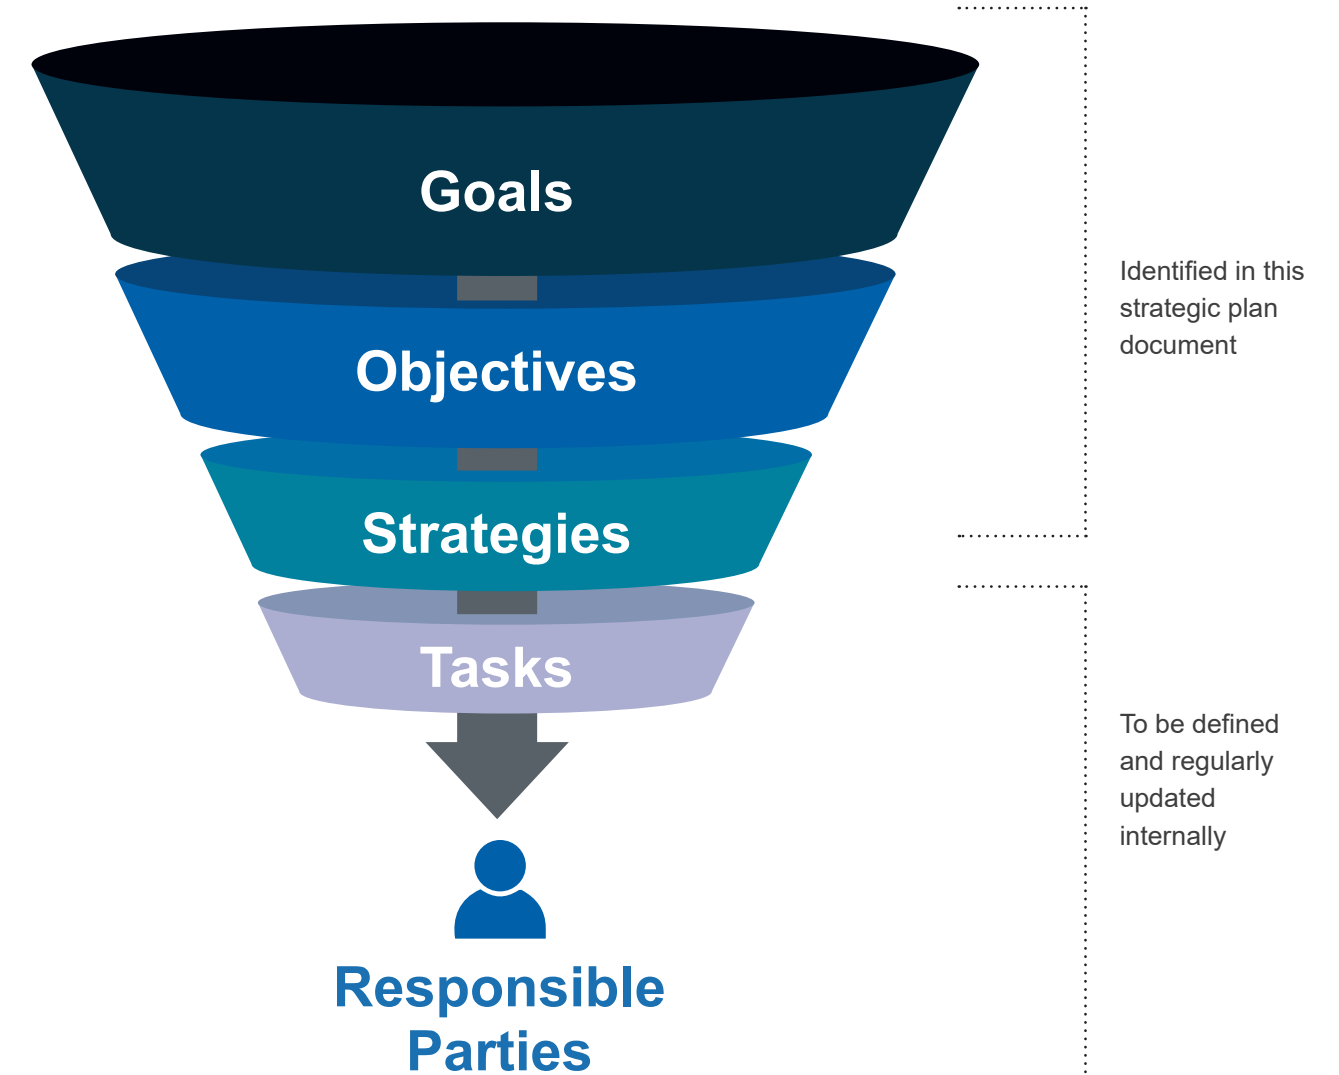 Goals
Objectives
Strategies
Tasks
Responsible
Parties
Identified in this
strategic plan
document
To be defined
and regularly
updated
internally